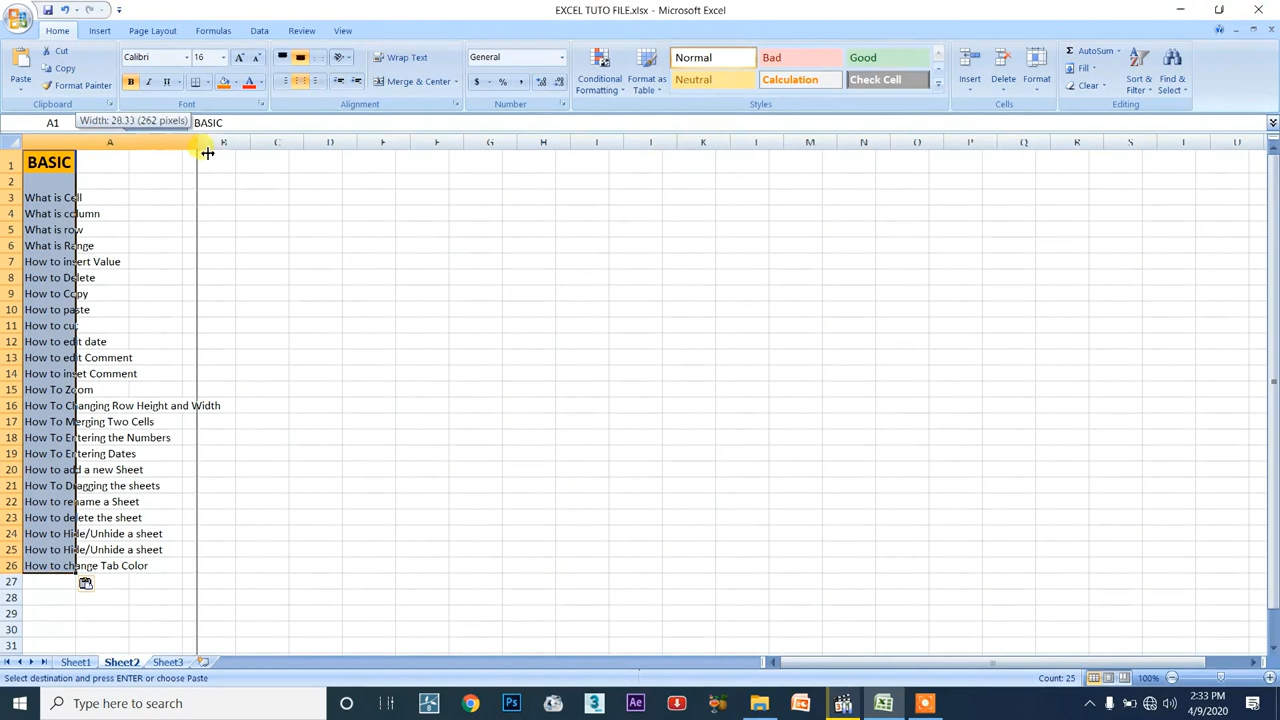 EXCEL TUTO FILE.xlsx - Microsoft Excel
Home Insert Page Layout Formulas Data Review View
Paste Cut Copy Format Painter Clipboard
Calibri 16 A A B I U A Font
Wrap Text Merge & Center Alignment
General $ % , Number
Conditional Formatting Format as Table Normal Bad Good Neutral Calculation Check Cell Styles
Insert Delete Format Cells
AutoSum Fill Clear Sort & Filter Find & Select Editing
A1 Width: 28.33 (262 pixels) BASIC
A B C D E F G H I J K L M N O P Q R S T U
1 BASIC
2
3 What is Cell
4 What is column
5 What is row
6 What is Range
7 How to insert Value
8 How to Delete
9 How to Copy
10 How to paste
11 How to cut
12 How to edit date
13 How to edit Comment
14 How to inset Comment
15 How To Zoom
16 How To Changing Row Height and Width
17 How To Merging Two Cells
18 How To Entering the Numbers
19 How To Entering Dates
20 How to add a new Sheet
21 How To Dragging the sheets
22 How to rename a Sheet
23 How to delete the sheet
24 How to Hide/Unhide a sheet
25 How to Hide/Unhide a sheet
26 How to change Tab Color
27
28
29
30
31
Sheet1 Sheet2 Sheet3
Select destination and press ENTER or choose Paste Count: 25 100%
Type here to search Ps 3 Ae 2:33 PM
4/9/2020